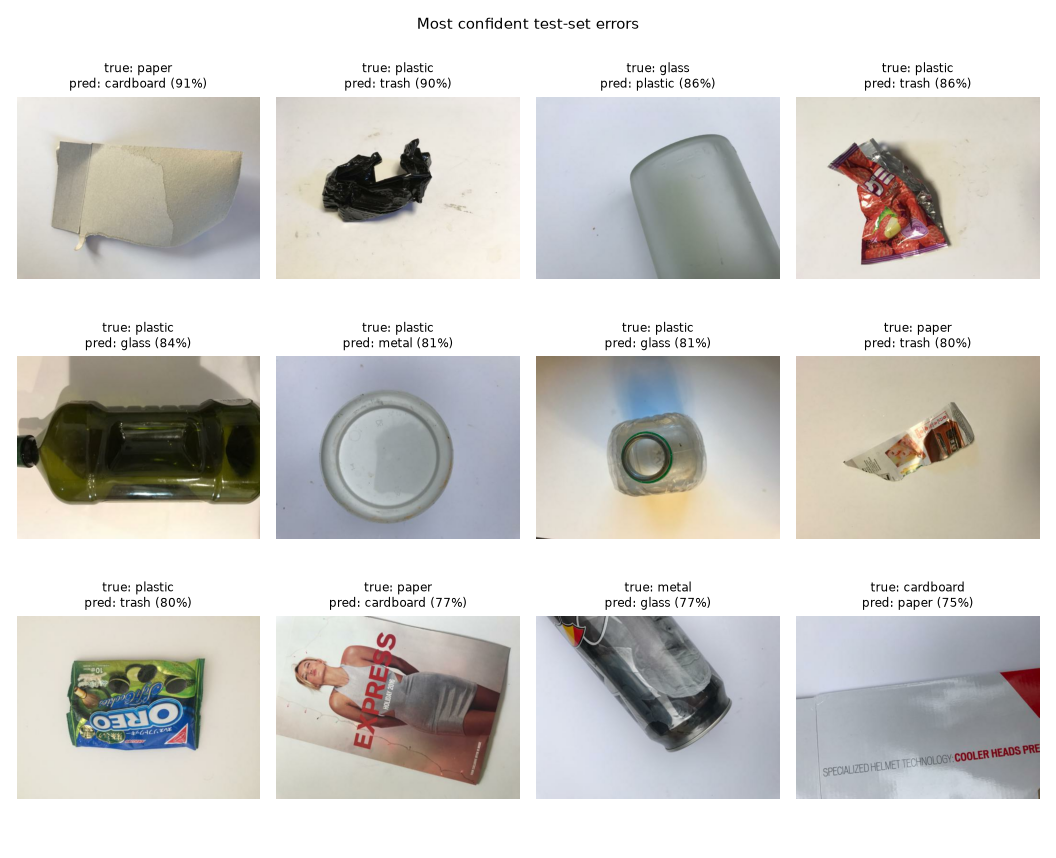 Most confident test-set errors
true: paper
pred: cardboard (91%)
true: plastic
pred: trash (90%)
true: glass
pred: plastic (86%)
true: plastic
pred: trash (86%)
true: plastic
pred: glass (84%)
true: plastic
pred: metal (81%)
true: plastic
pred: glass (81%)
true: paper
pred: trash (80%)
true: plastic
pred: trash (80%)
true: paper
pred: cardboard (77%)
true: metal
pred: glass (77%)
true: cardboard
pred: paper (75%)
OREO
EXPRESS
SPECIALIZED HELMET TECHNOLOGY: COOLER HEADS PRE